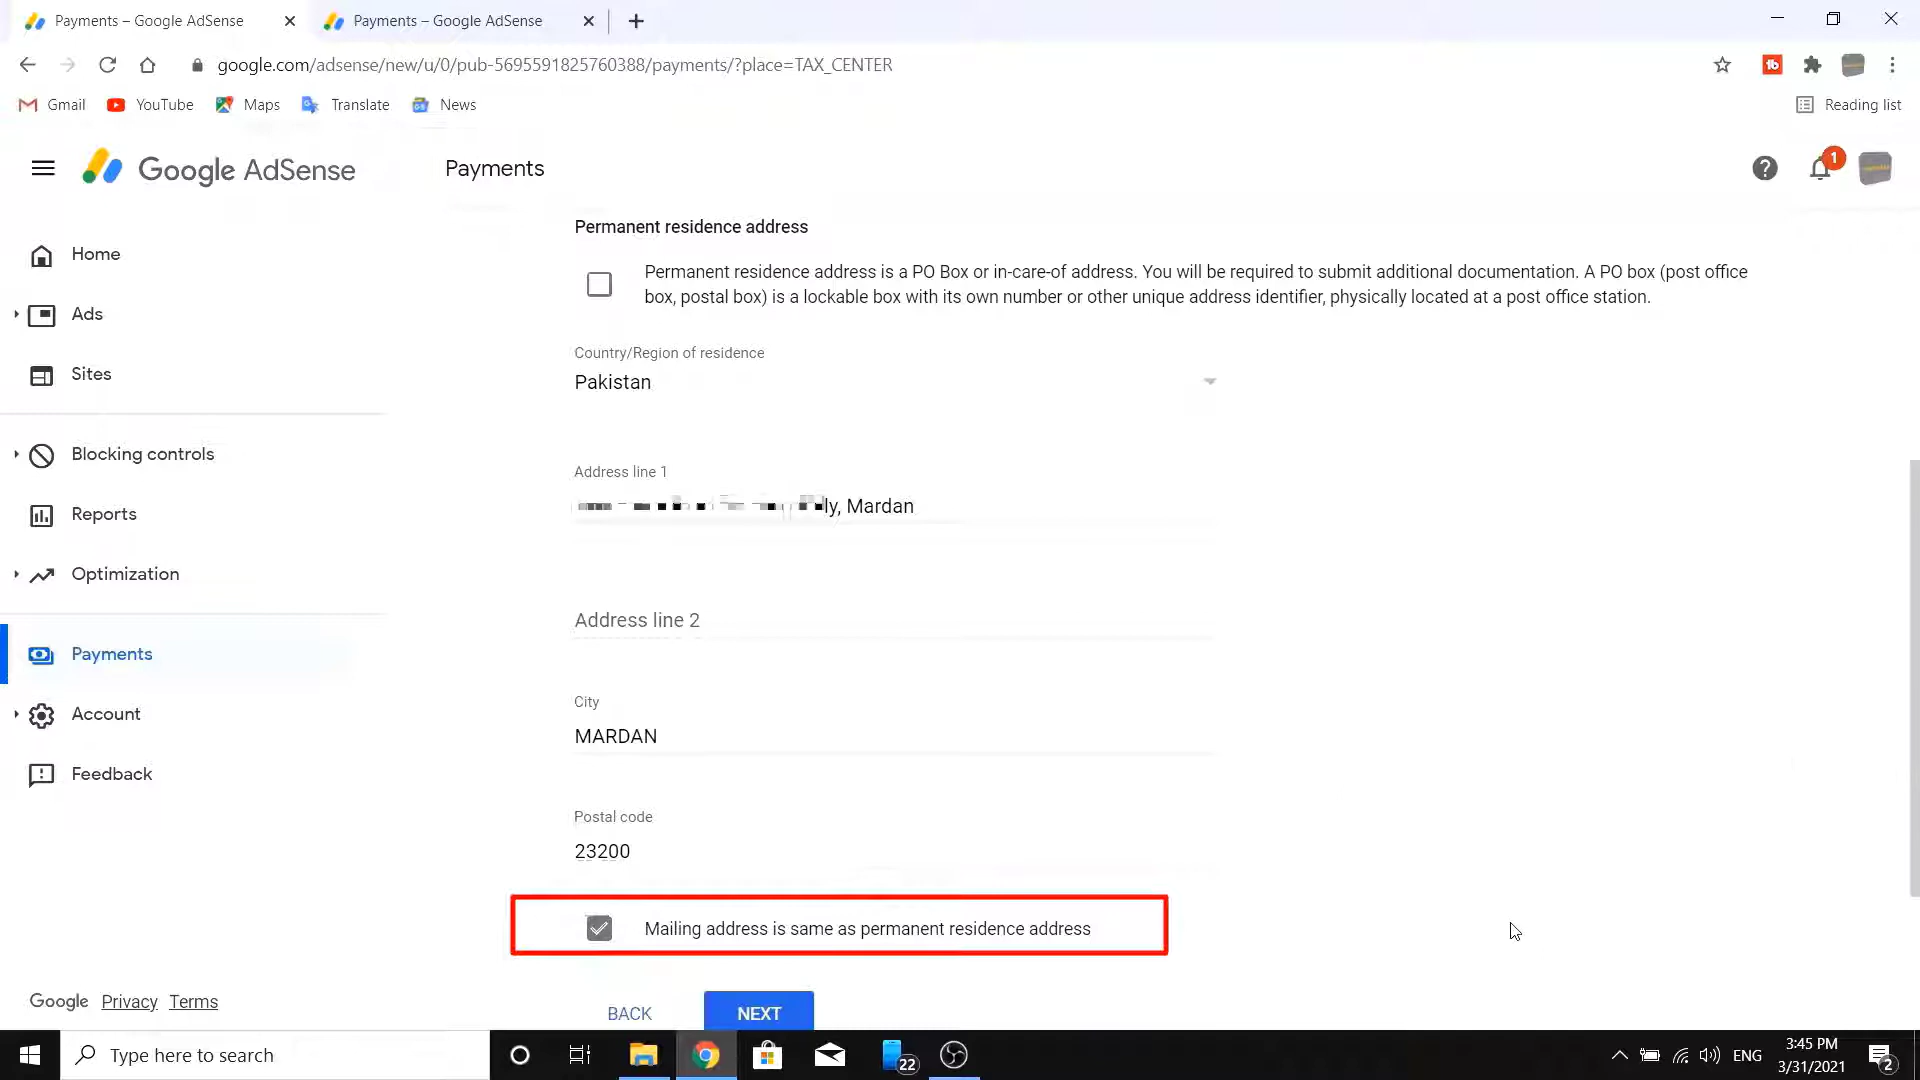 Payments – Google AdSense
Payments – Google AdSense
google.com/adsense/new/u/0/pub-5695591825760388/payments/?place=TAX_CENTER
Gmail
YouTube
Maps
Translate
News
Reading list
Google AdSense
Payments
1
Home
Ads
Sites
Blocking controls
Reports
Optimization
Payments
Account
Feedback
Google Privacy Terms
Permanent residence address
Permanent residence address is a PO Box or in-care-of address. You will be required to submit additional documentation. A PO box (post office
box, postal box) is a lockable box with its own number or other unique address identifier, physically located at a post office station.
Country/Region of residence
Pakistan
Address line 1
ly, Mardan
Address line 2
City
MARDAN
Postal code
23200
Mailing address is same as permanent residence address
BACK
NEXT
Type here to search
22
ENG
3:45 PM
3/31/2021
2